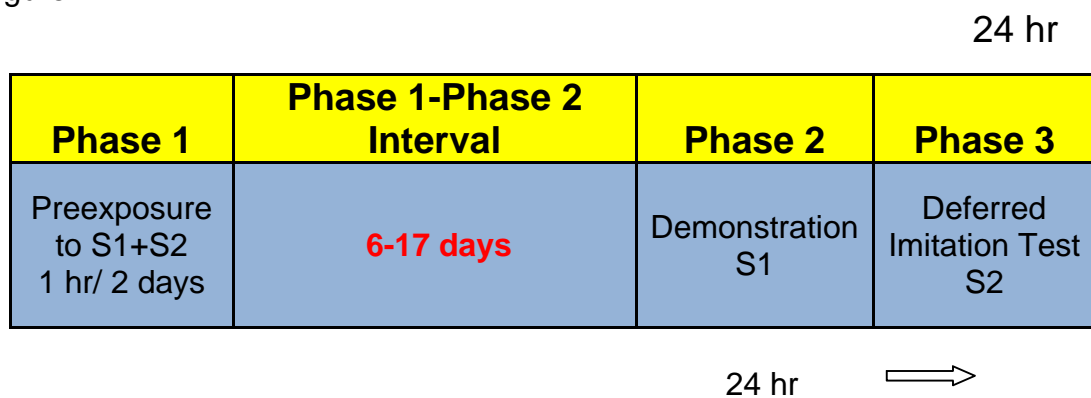 24 hr
Phase 1
Phase 1-Phase 2
Interval
Phase 2
Phase 3
Preexposure
to S1+S2
1 hr/ 2 days
6-17 days
Demonstration
S1
Deferred
Imitation Test
S2
24 hr